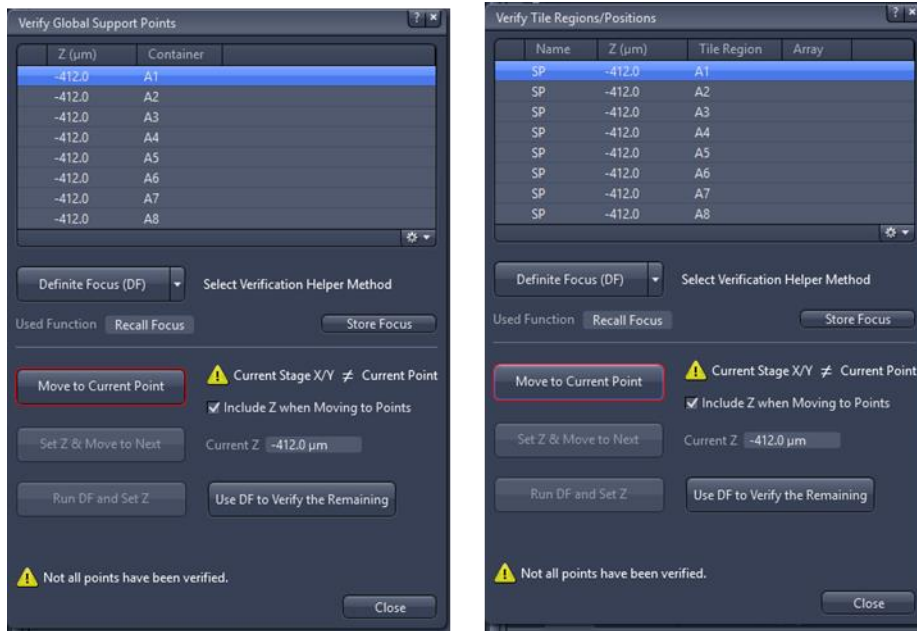 Verify Global Support Points ? ×
Z (µm) Container
-412.0 A1
-412.0 A2
-412.0 A3
-412.0 A4
-412.0 A5
-412.0 A6
-412.0 A7
-412.0 A8
Definite Focus (DF) Select Verification Helper Method
Used Function Recall Focus Store Focus
Move to Current Point Current Stage X/Y ≠ Current Point
Include Z when Moving to Points
Set Z & Move to Next Current Z -412.0 µm
Run DF and Set Z Use DF to Verify the Remaining
Not all points have been verified.
Close
Verify Tile Regions/Positions ? ×
Name Z (µm) Tile Region Array
SP -412.0 A1
SP -412.0 A2
SP -412.0 A3
SP -412.0 A4
SP -412.0 A5
SP -412.0 A6
SP -412.0 A7
SP -412.0 A8
Definite Focus (DF) Select Verification Helper Method
Used Function Recall Focus Store Focus
Move to Current Point Current Stage X/Y ≠ Current Point
Include Z when Moving to Points
Set Z & Move to Next Current Z -412.0 µm
Run DF and Set Z Use DF to Verify the Remaining
Not all points have been verified.
Close